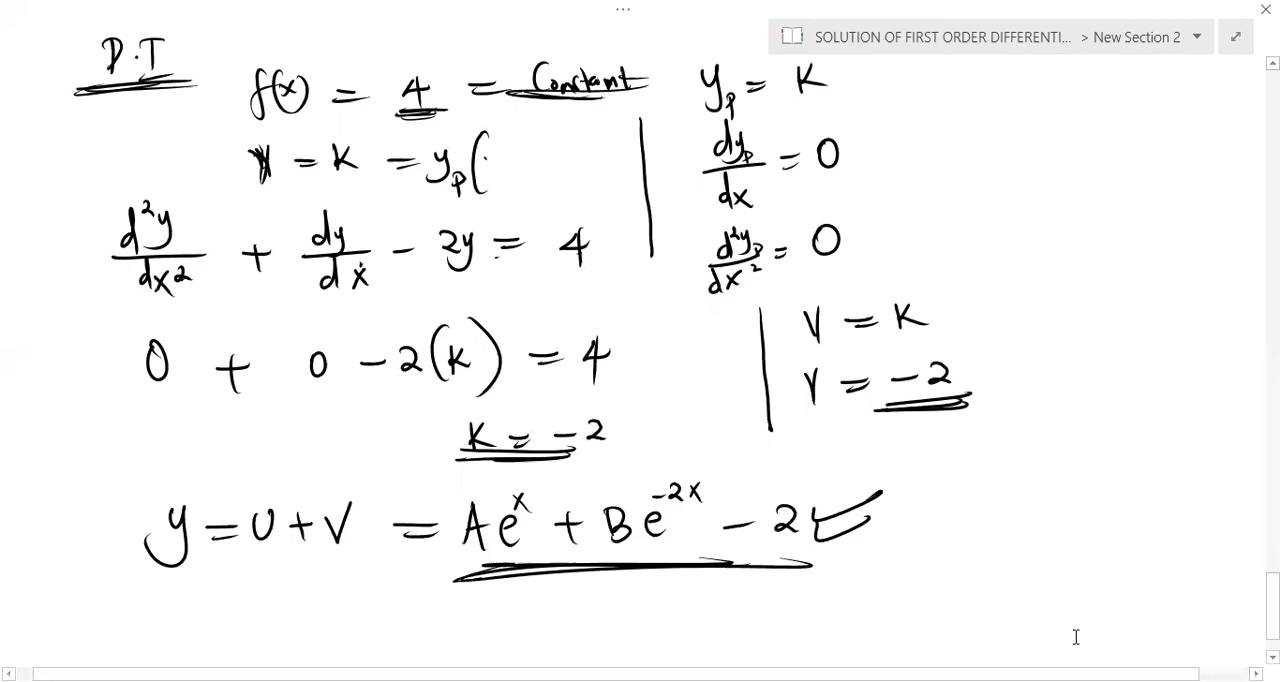 SOLUTION OF FIRST ORDER DIFFERENTI... > New Section 2
P.T
f(x) = 4 = Constant
V = K = y_p(
d²y/dx² + dy/dx - 2y = 4
0 + 0 - 2(K) = 4
K = -2
y_p = K
dy_p/dx = 0
d²y_p/dx² = 0
V = K
V = -2
y = U + V = Ae^x + Be^-2x - 2